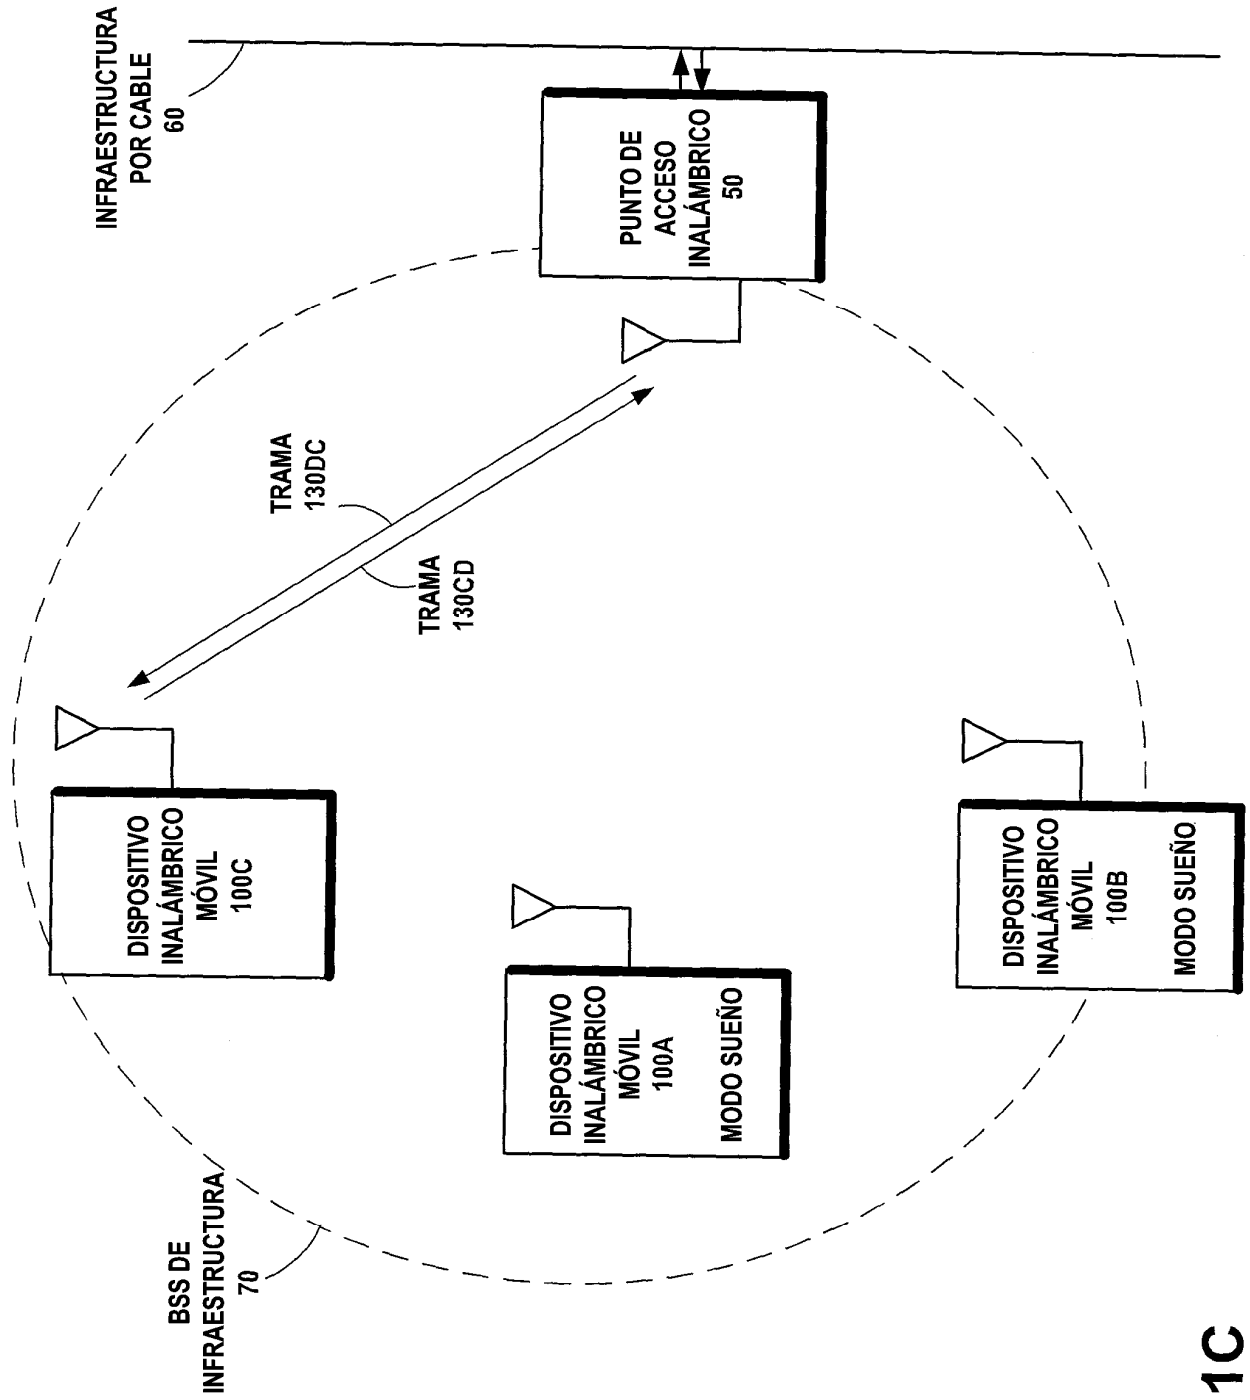 BSS DE
INFRAESTRUCTURA
70
INFRAESTRUCTURA
POR CABLE
60
DISPOSITIVO
INALÁMBRICO
MÓVIL
100C
TRAMA
130DC
TRAMA
130CD
DISPOSITIVO
INALÁMBRICO
MÓVIL
100A
MODO SUEÑO
PUNTO DE
ACCESO
INALÁMBRICO
50
DISPOSITIVO
INALÁMBRICO
MÓVIL
100B
MODO SUEÑO
1C